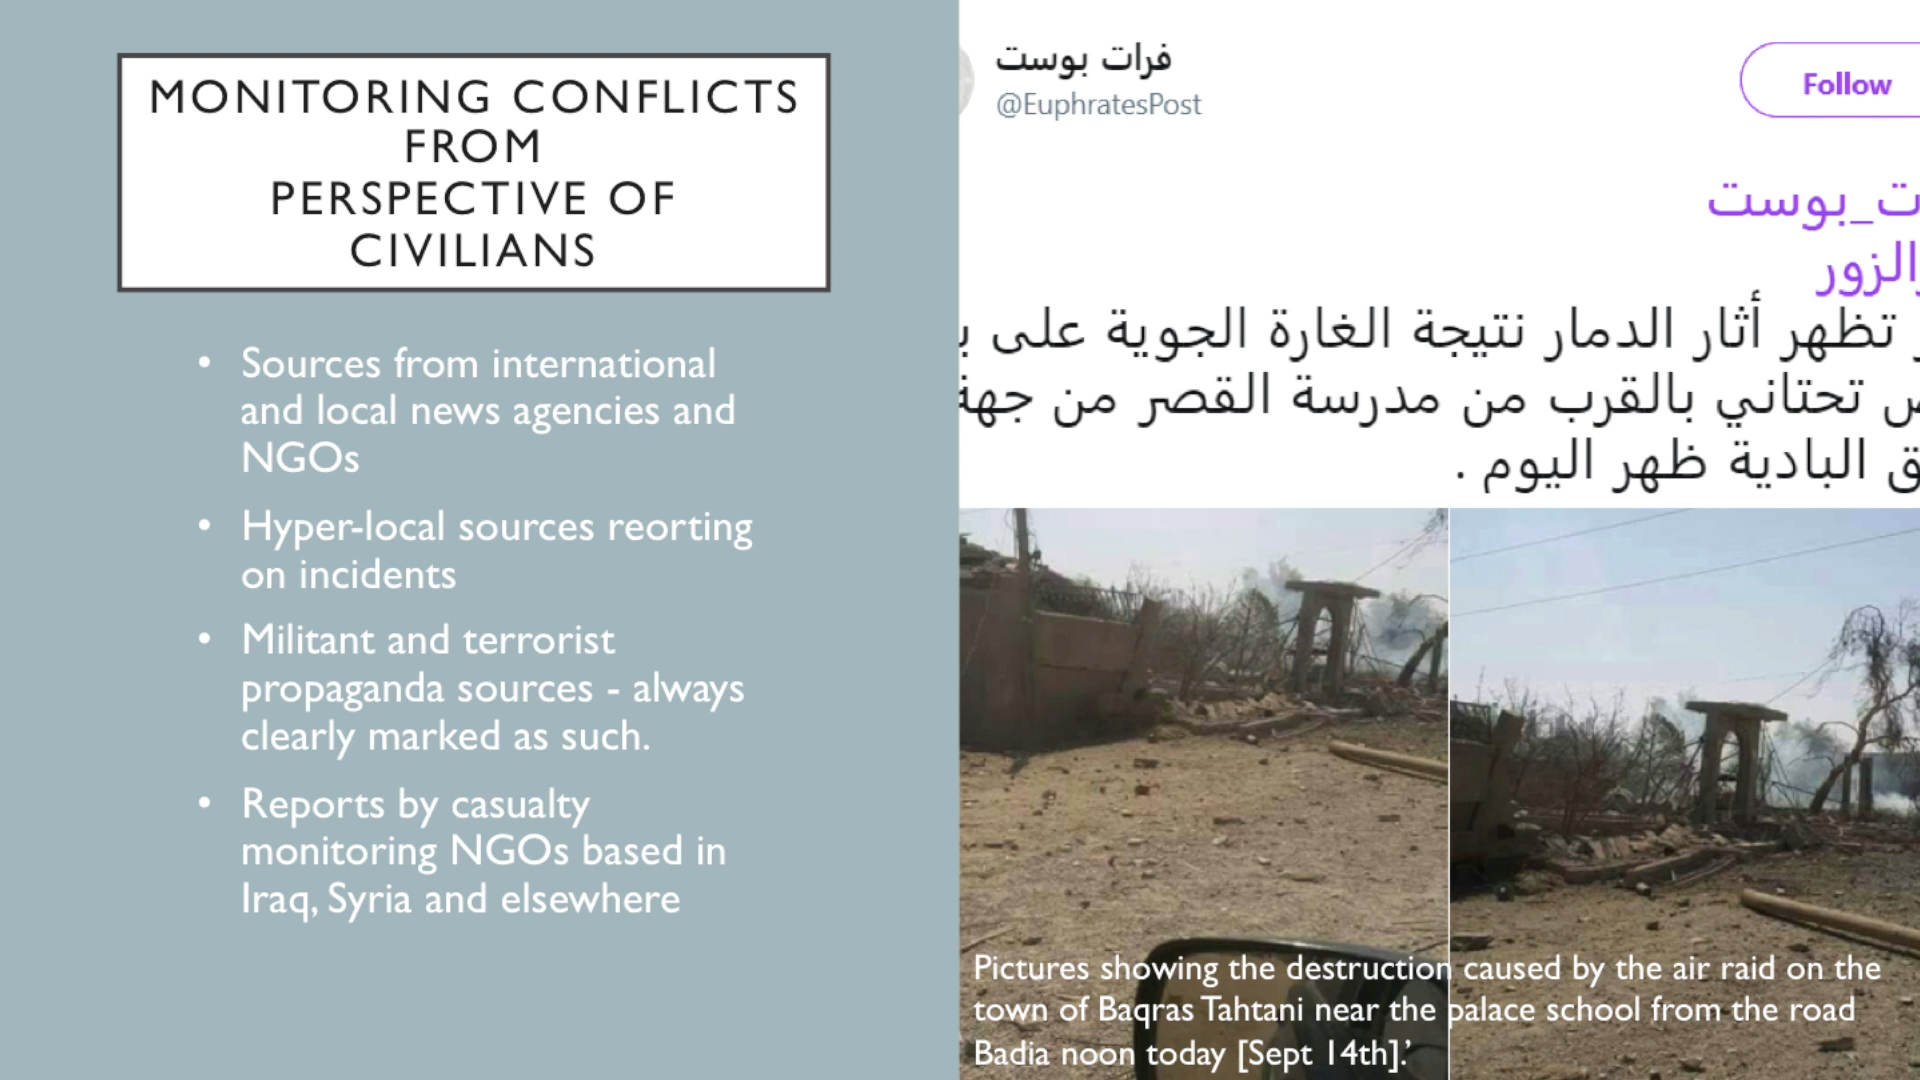 MONITORING CONFLICTS
FROM
PERSPECTIVE OF
CIVILIANS
• Sources from international
and local news agencies and
NGOs
• Hyper-local sources reorting
on incidents
• Militant and terrorist
propaganda sources - always
clearly marked as such.
• Reports by casualty
monitoring NGOs based in
Iraq, Syria and elsewhere
فرات بوست
@EuphratesPost
Follow
ت_بوست
الزور
تظهر أثار الدمار نتيجة الغارة الجوية على
تحتاني بالقرب من مدرسة القصر من جهة
البادية ظهر اليوم .
Pictures showing the destruction caused by the air raid on the
town of Baqras Tahtani near the palace school from the road
Badia noon today [Sept 14th].’